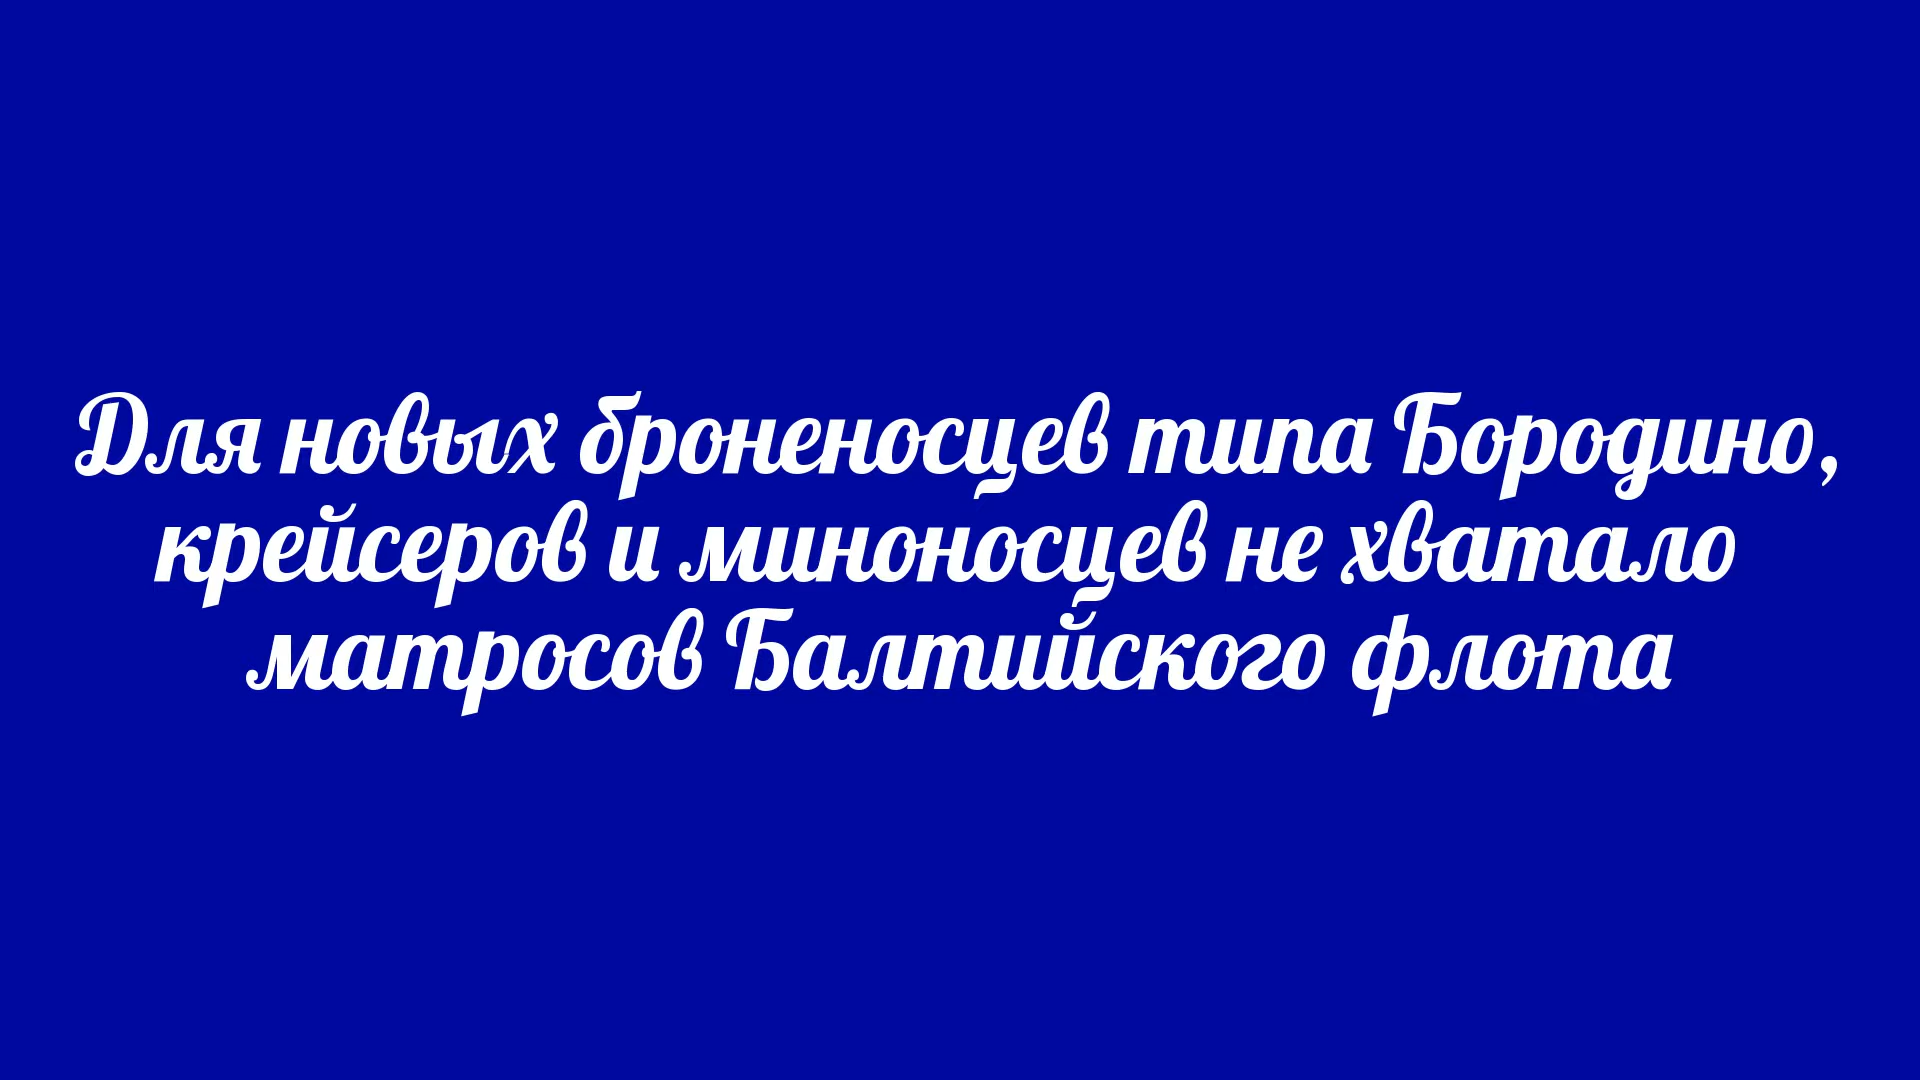 Для новых броненосцев типа Бородино,
крейсеров и миноносцев не хватало
матросов Балтийского флота